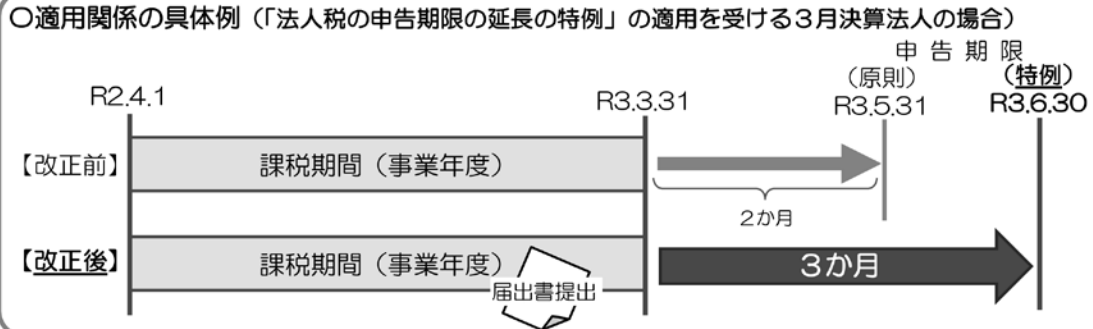 ○適用関係の具体例（「法人税の申告期限の延長の特例」の適用を受ける３月決算法人の場合）
申告期限
（原則）
（特例）
R2.4.1
R3.3.31
R3.5.31
R3.6.30
【改正前】
課税期間（事業年度）
２か月
【改正後】
課税期間（事業年度）
３か月
届出書提出